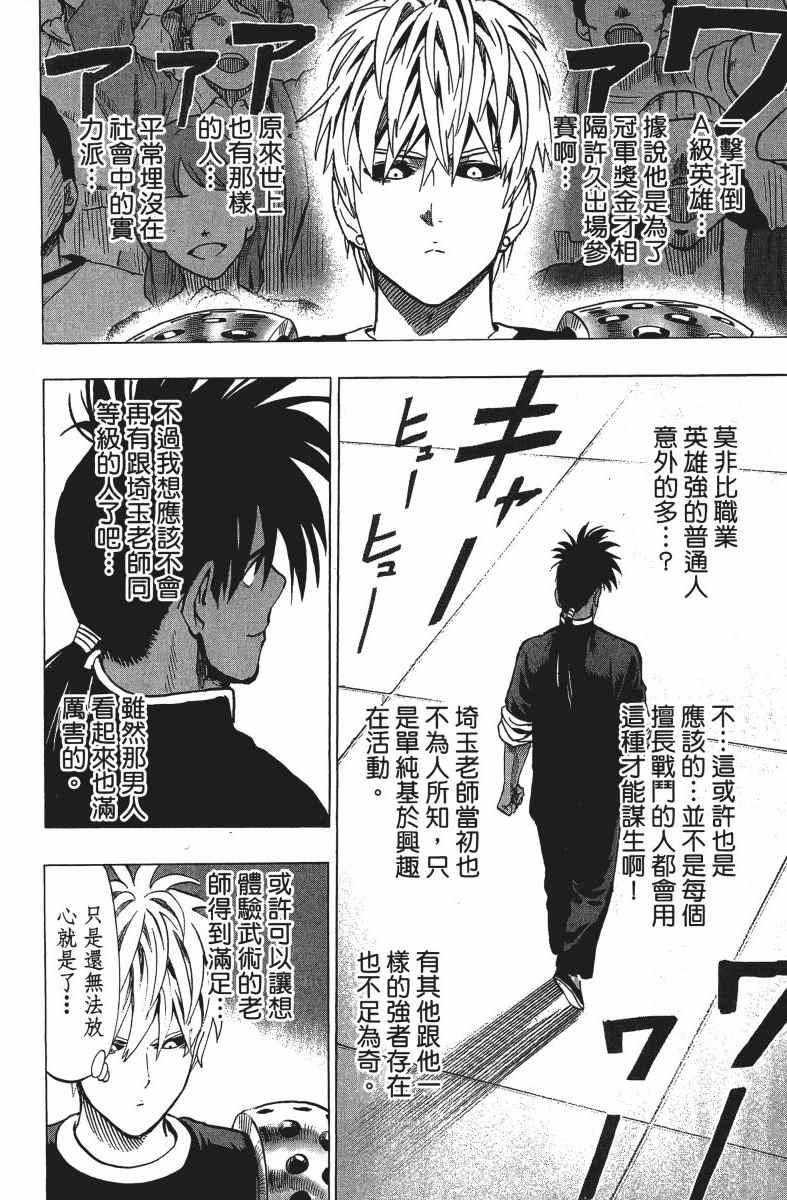 ワアアアア
一擊打倒
A級英雄…
據說他是為了
冠軍獎金才相
隔許久出場參
賽啊…
原來世上
也有那樣
的人…
平常埋沒在
社會中的實
力派…
莫非比職業
英雄強的普通人
意外的多…？
キャー
ヒュー
ヒュー
不…這或許也是
應該的…並不是每個
擅長戰鬥的人都會用
這種才能謀生啊！
埼玉老師當初也
不為人所知，只
是單純基於興趣
在活動。
有其他跟他一
樣的強者存在
也不足為奇。
ワー
ワー
不過我想應該不會
再有跟埼玉老師同
等級的人了吧…
雖然那男人
看起來也滿
厲害的。
或許可以讓想
體驗武術的老
師得到滿足…
只是還無法放
心就是了…